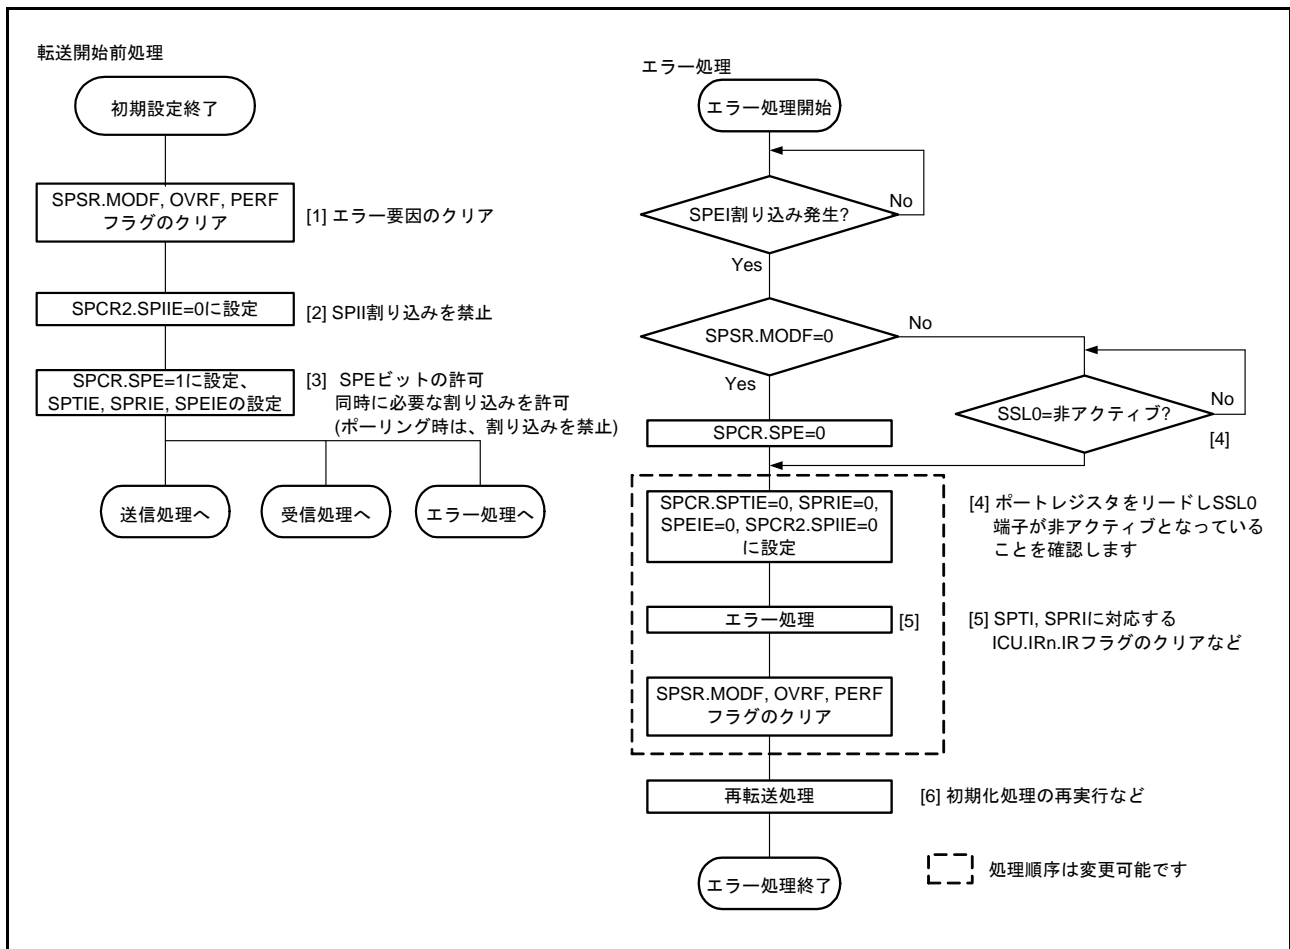 転送開始前処理
初期設定終了
SPSR.MODF, OVRF, PERF
フラグのクリア
[1] エラー要因のクリア
SPCR2.SPIIE=0に設定
[2] SPII割り込みを禁止
SPCR.SPE=1に設定、
SPTIE, SPRIE, SPEIEの設定
[3] SPEビットの許可
同時に必要な割り込みを許可
(ポーリング時は、割り込みを禁止)
送信処理へ
受信処理へ
エラー処理へ
エラー処理
エラー処理開始
SPEI割り込み発生?
No
Yes
SPSR.MODF=0
No
Yes
SSL0=非アクティブ?
No
[4]
SPCR.SPE=0
SPCR.SPTIE=0, SPRIE=0,
SPEIE=0, SPCR2.SPIIE=0
に設定
[4] ポートレジスタをリードしSSL0
端子が非アクティブとなっている
ことを確認します
エラー処理
[5]
[5] SPTI, SPRIに対応する
ICU.IRn.IRフラグのクリアなど
SPSR.MODF, OVRF, PERF
フラグのクリア
再転送処理
[6] 初期化処理の再実行など
エラー処理終了
処理順序は変更可能です